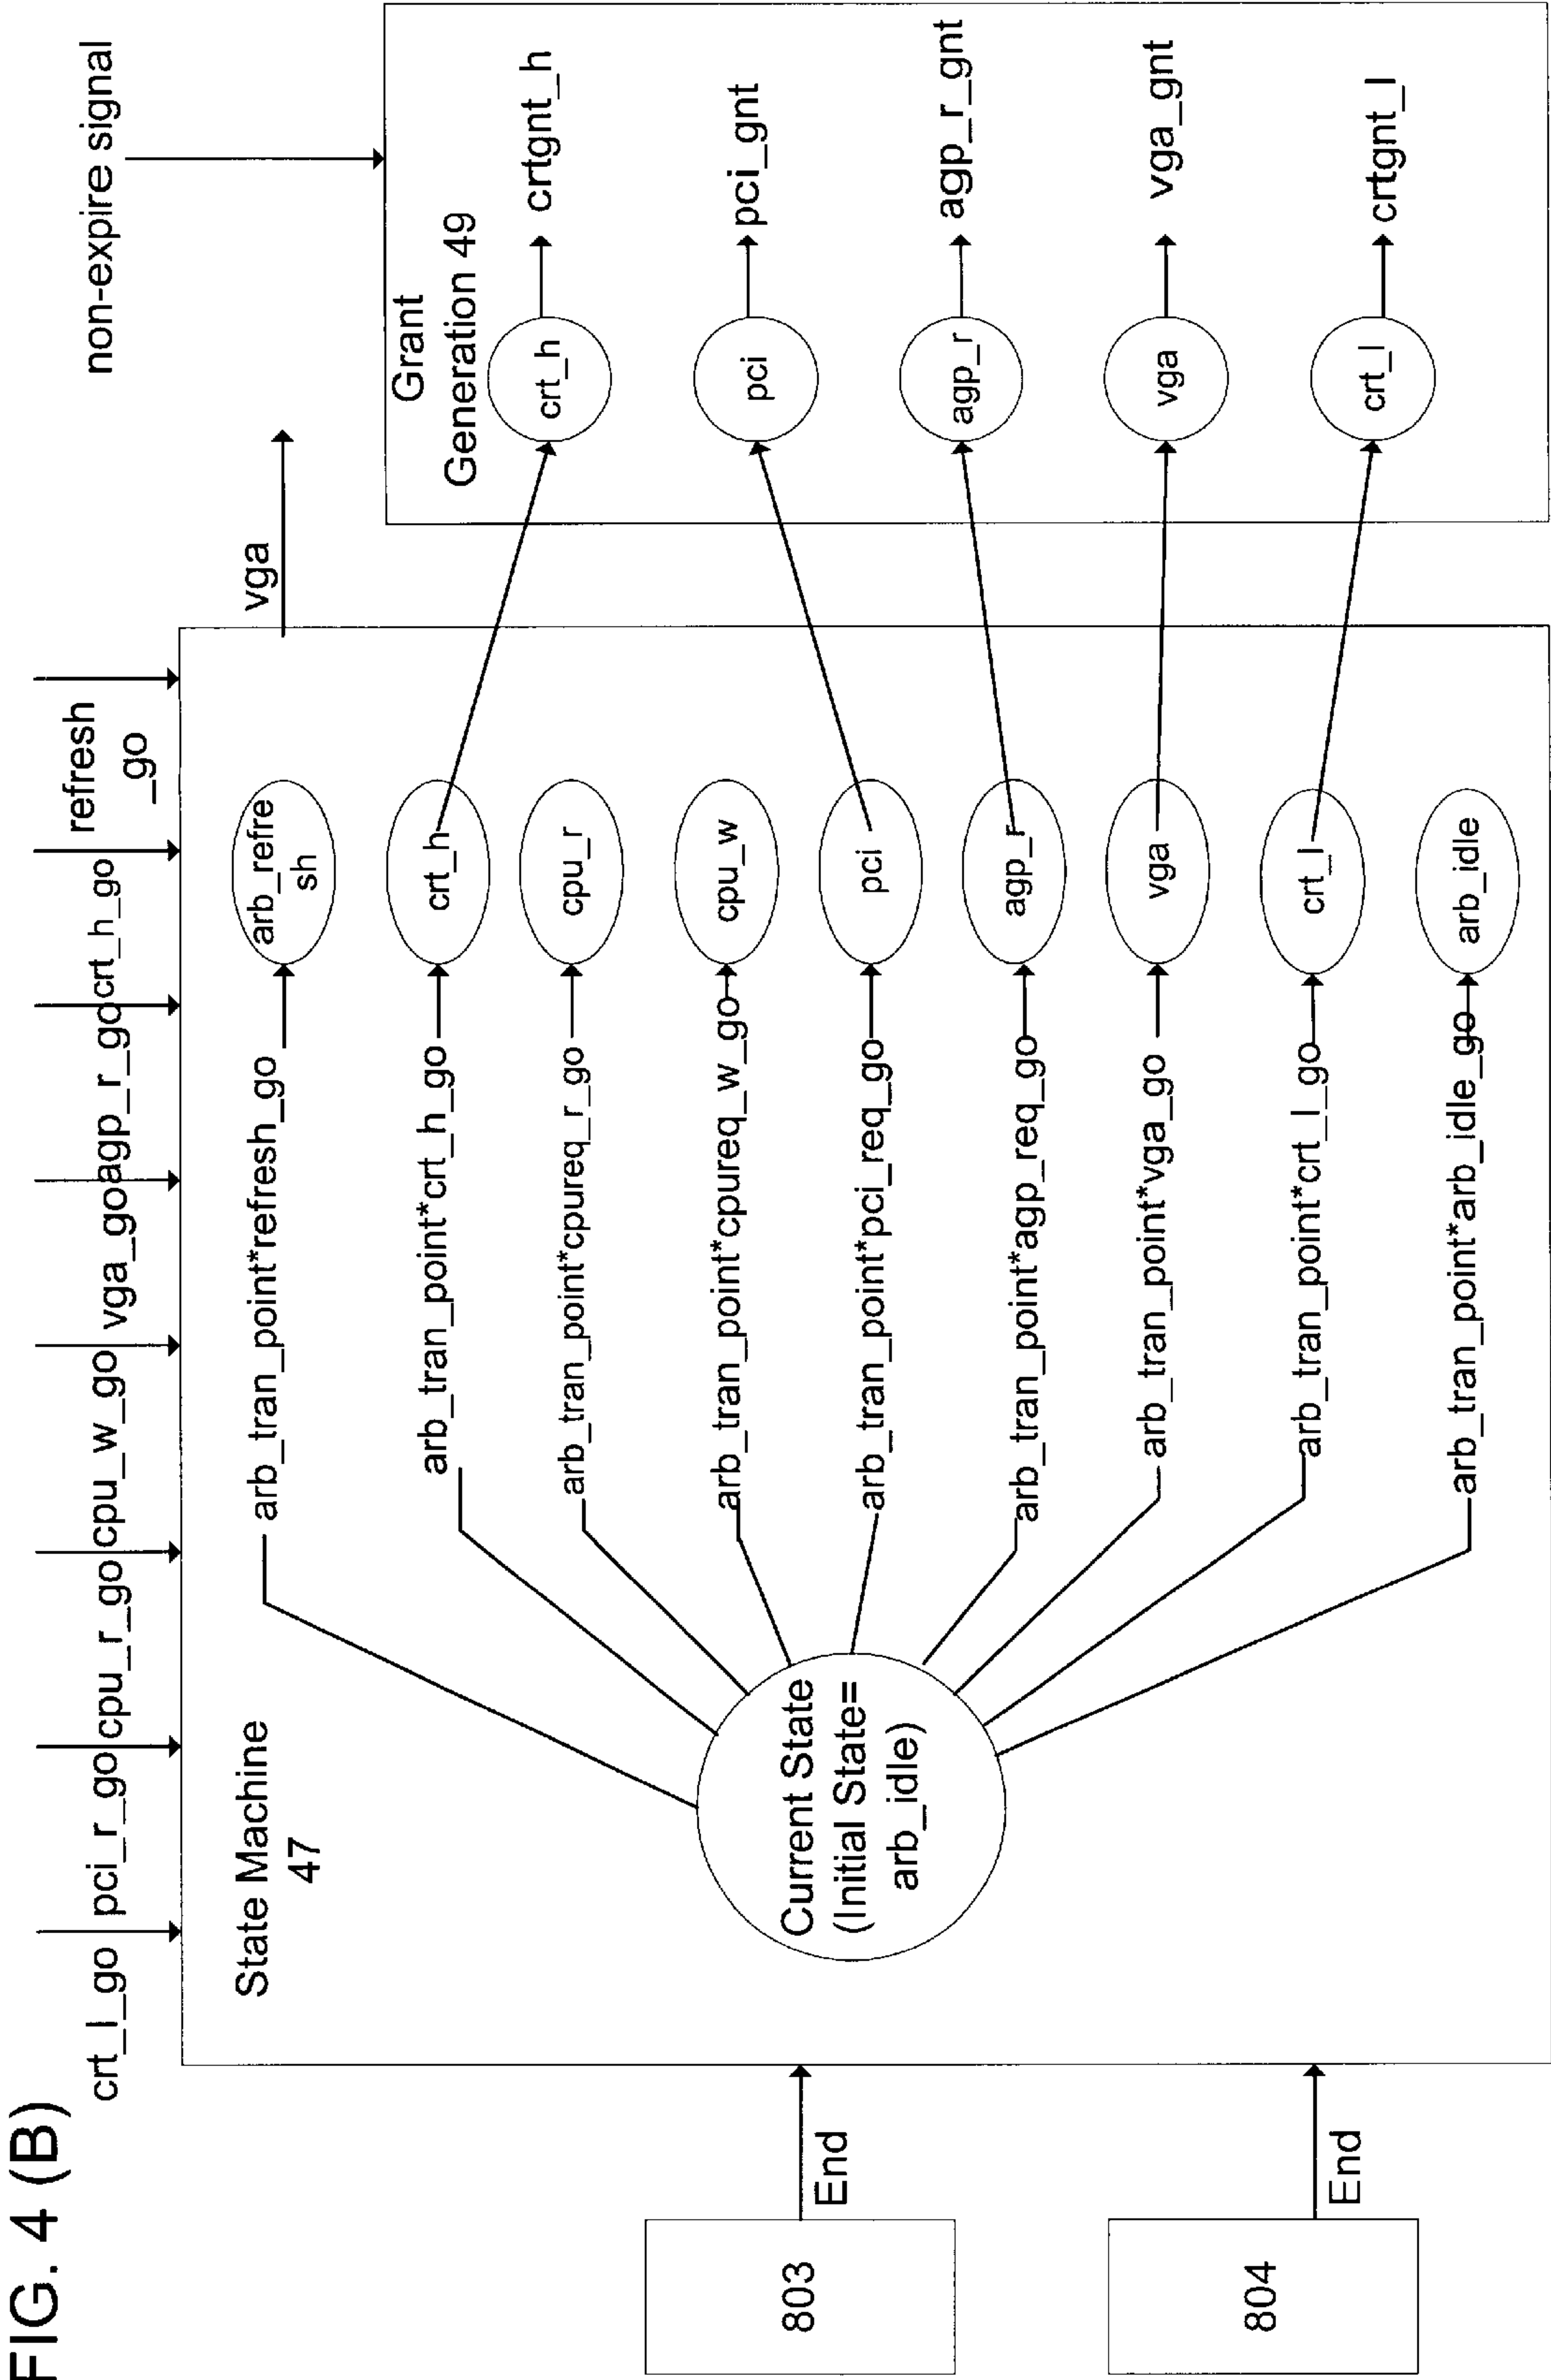 FIG. 4 (B)
crt_l_go pci_r_go cpu_r_go cpu_w_go vga_go agp_r_go crt_h_go
refresh
_go
non-expire signal
State Machine
47
vga
Grant
Generation 49
arb_tran_point*refresh_go
arb_refre
sh
arb_tran_point*crt_h_go
crt_h
crt_h
crtgnt_h
arb_tran_point*cpureq_r_go
cpu_r
arb_tran_point*cpureq_w_go
cpu_w
pci
pci_gnt
Current State
(Initial State=
arb_idle)
arb_tran_point*pci_req_go
pci
arb_tran_point*agp_req_go
agp_r
agp_r
agp_r_gnt
arb_tran_point*vga_go
vga
vga
vga_gnt
arb_tran_point*crt_l_go
crt_l
crt_l
crtgnt_l
arb_tran_point*arb_idle_go
arb_idle
803
End
804
End